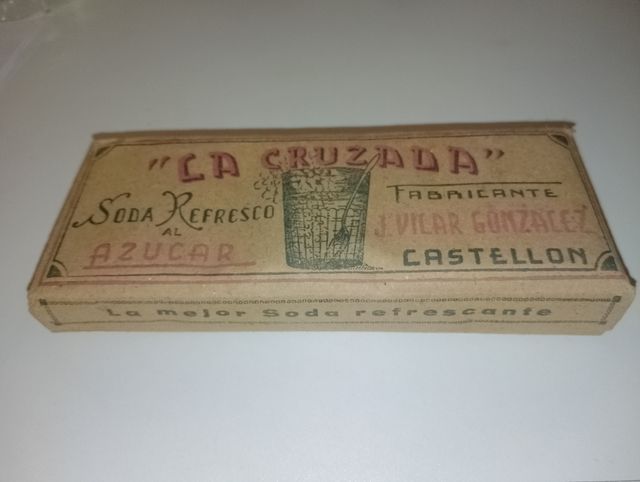 "LA CRUZADA"
SODA REFRESCO
AL
AZUCAR
FABRICANTE
J. VILAR GONZALEZ
CASTELLON
La mejor Soda refrescante